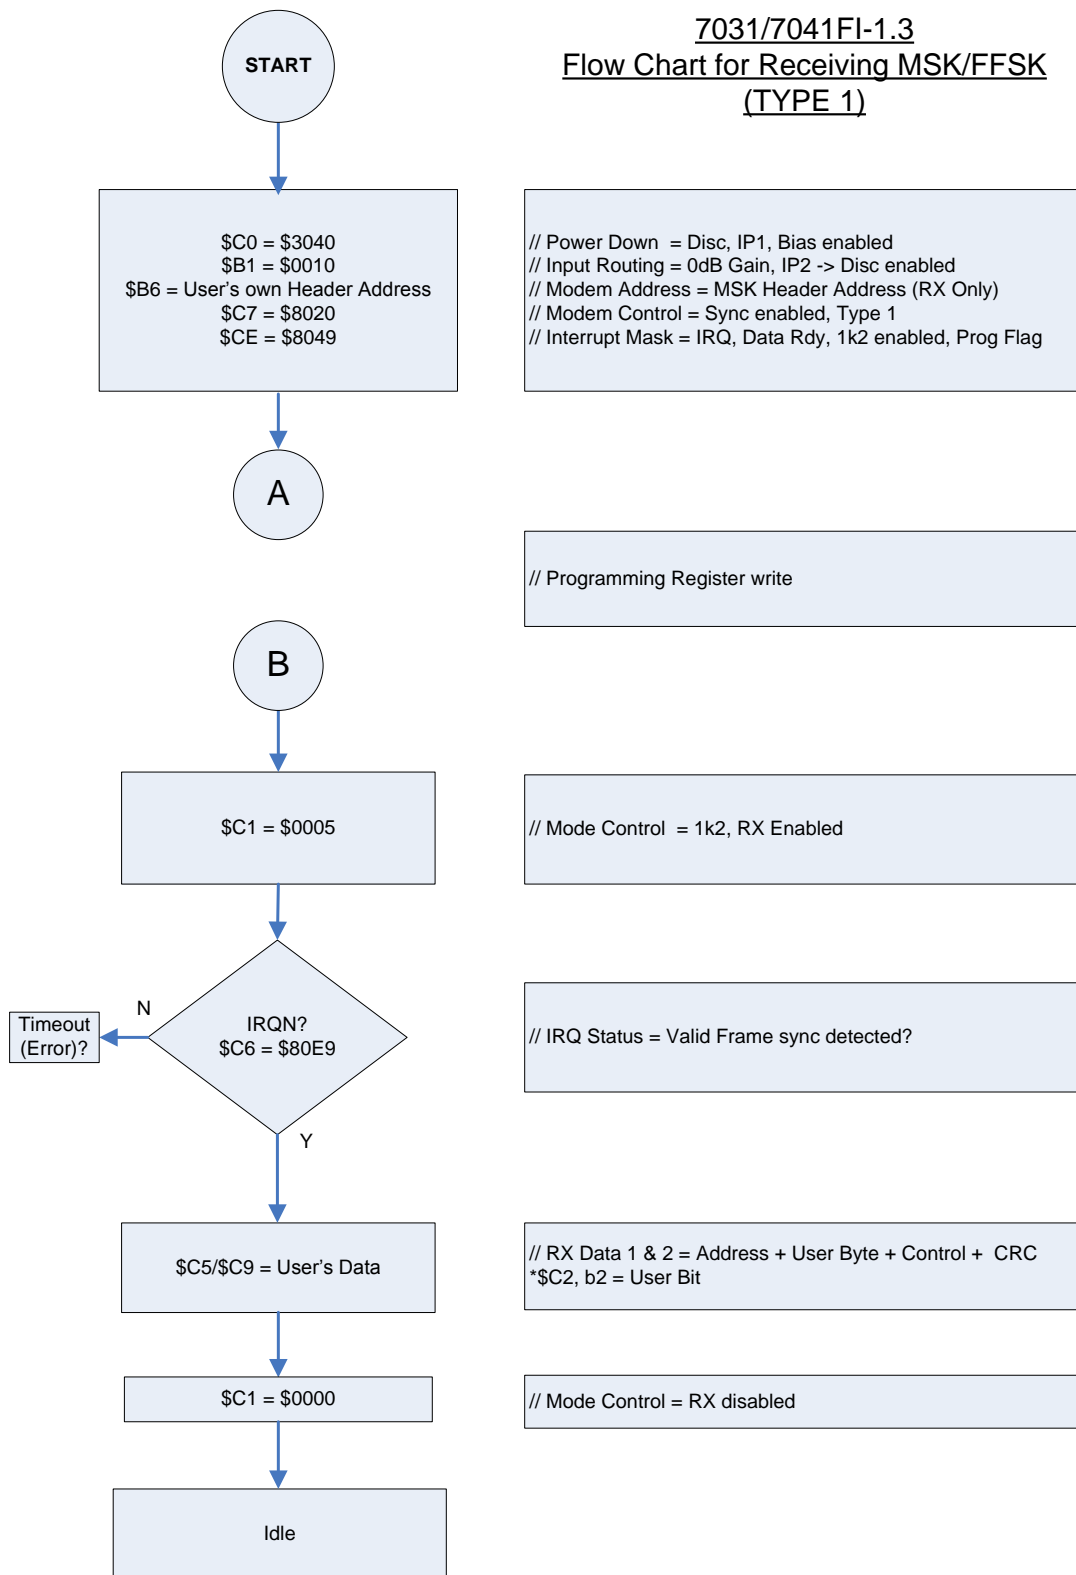 7031/7041FI-1.3
Flow Chart for Receiving MSK/FFSK
(TYPE 1)
START
$C0 = $3040
$B1 = $0010
$B6 = User's own Header Address
$C7 = $8020
$CE = $8049
// Power Down  = Disc, IP1, Bias enabled
// Input Routing = 0dB Gain, IP2 -> Disc enabled
// Modem Address = MSK Header Address (RX Only)
// Modem Control = Sync enabled, Type 1
// Interrupt Mask = IRQ, Data Rdy, 1k2 enabled, Prog Flag
A
// Programming Register write
B
$C1 = $0005
// Mode Control  = 1k2, RX Enabled
N
Timeout
(Error)?
IRQN?
$C6 = $80E9
// IRQ Status = Valid Frame sync detected?
Y
$C5/$C9 = User’s Data
// RX Data 1 & 2 = Address + User Byte + Control +  CRC
*$C2, b2 = User Bit
$C1 = $0000
// Mode Control = RX disabled
Idle